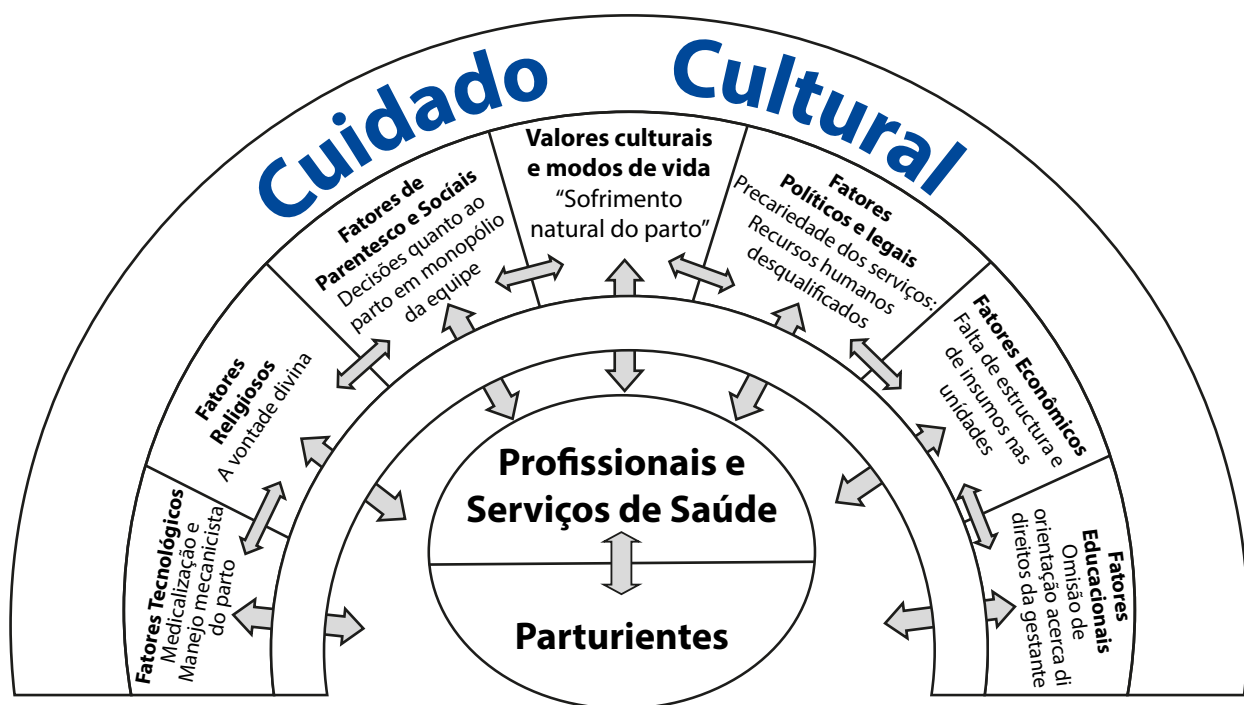 Cuidado Cultural
Fatores Tecnológicos
Medicalização e
Manejo mecanicista
do parto
Fatores
Religiosos
A vontade divina
Fatores de
Parentesco e Sociais
Decisões quanto ao
parto em monopólio
da equipe
Valores culturais
e modos de vida
“Sofrimento
natural do parto”
Fatores
Políticos e legais
Precariedade dos serviços:
Recursos humanos
desqualificados
Fatores Econômicos
Falta de estructura e
de insumos nas
unidades
Fatores
Educacionais
Omisão de
orientação acerca di
direitos da gestante
Profissionais e
Serviços de Saúde
Parturientes